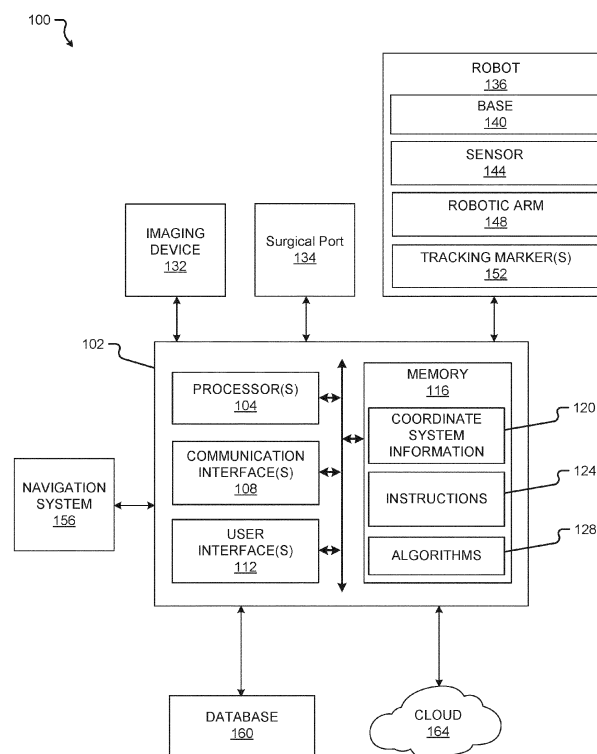 100
ROBOT
136
BASE
140
SENSOR
144
ROBOTIC ARM
148
TRACKING MARKER(S)
152
IMAGING
DEVICE
132
Surgical Port
134
102
PROCESSOR(S)
104
COMMUNICATION
INTERFACE(S)
108
USER
INTERFACE(S)
112
MEMORY
116
COORDINATE
SYSTEM
INFORMATION
120
INSTRUCTIONS
124
ALGORITHMS
128
NAVIGATION
SYSTEM
156
DATABASE
160
CLOUD
164